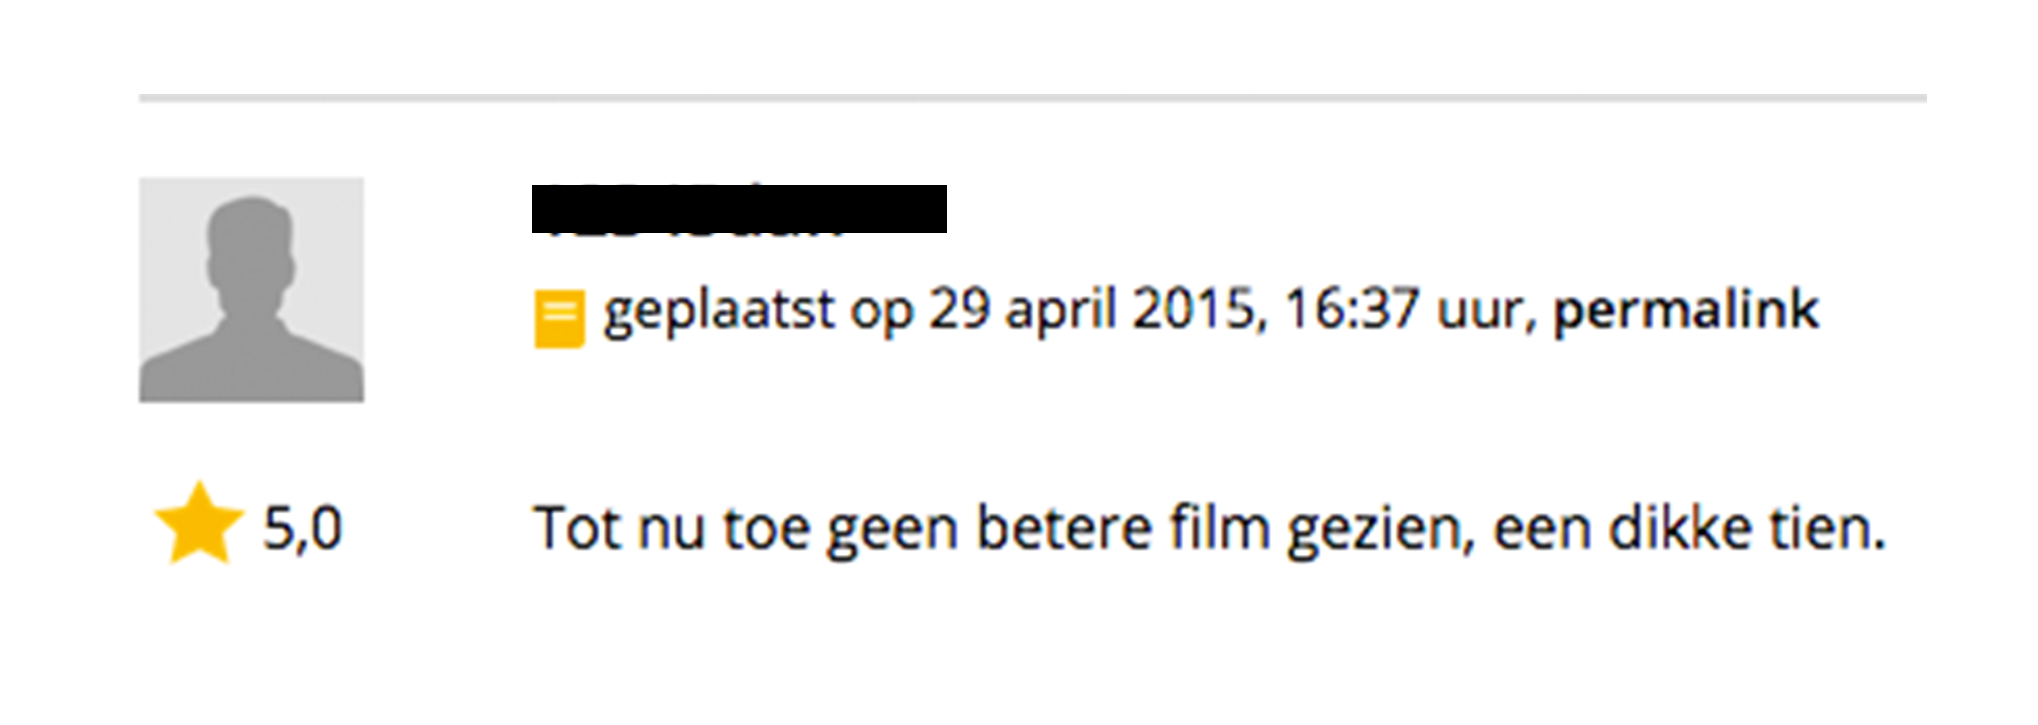 geplaatst op 29 april 2015, 16:37 uur, permalink
5,0
Tot nu toe geen betere film gezien, een dikke tien.